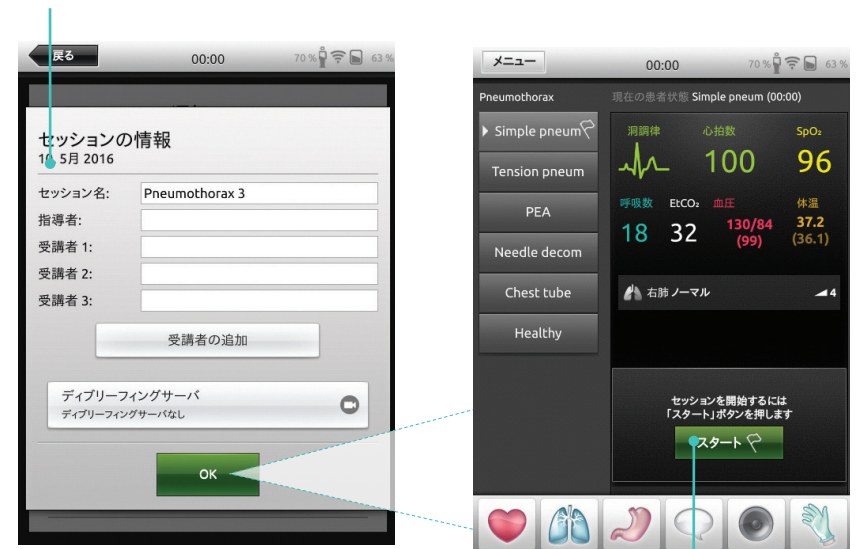 戻る
00:00
70 %
63 %
セッションの情報
10, 5月 2016
セッション名:
Pneumothorax 3
指導者:
受講者 1:
受講者 2:
受講者 3:
受講者の追加
ディブリーフィングサーバ
ディブリーフィングサーバなし
OK
メニュー
00:00
70 %
63 %
Pneumothorax
現在の患者状態 Simple pneum (00:00)
Simple pneum
Tension pneum
PEA
Needle decom
Chest tube
Healthy
洞調律
心拍数
SpO₂
100
96
呼吸数
EtCO₂
血圧
体温
18
32
130/84
(99)
37.2
(36.1)
右肺 ノーマル
4
セッションを開始するには
「スタート」ボタンを押します
スタート